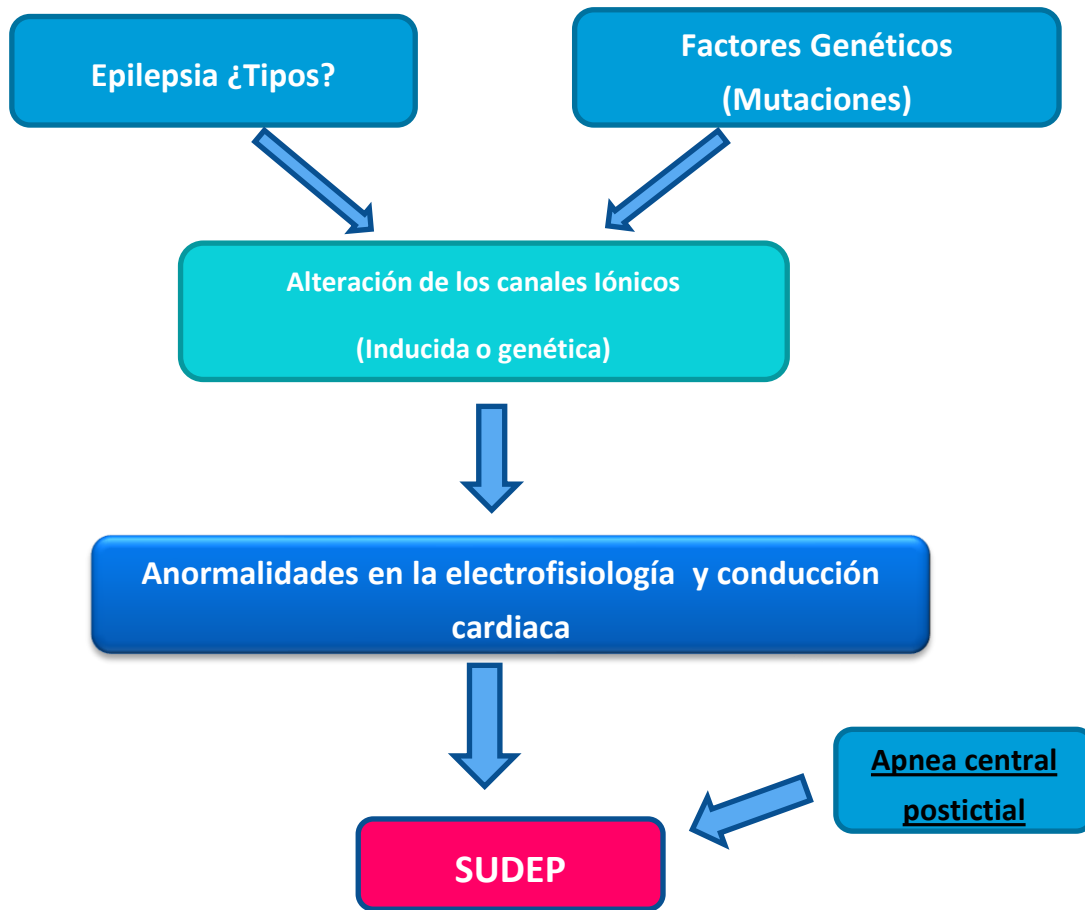 Epilepsia ¿Tipos?
Factores Genéticos
(Mutaciones)
Alteración de los canales Iónicos
(Inducida o genética)
Anormalidades en la electrofisiología y conducción
cardiaca
Apnea central
postictial
SUDEP